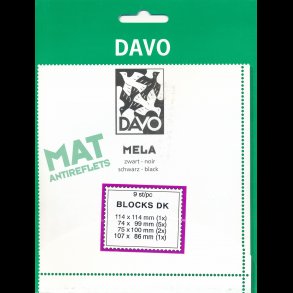 DAVO
DAVO
MELA
zwart - noir
schwarz - black
MAT
ANTIREFLETS
9 st/pc
BLOCKS DK
114 x 114 mm (1x)
74 x 99 mm (5x)
75 x 100 mm (2x)
107 x 86 mm (1x)